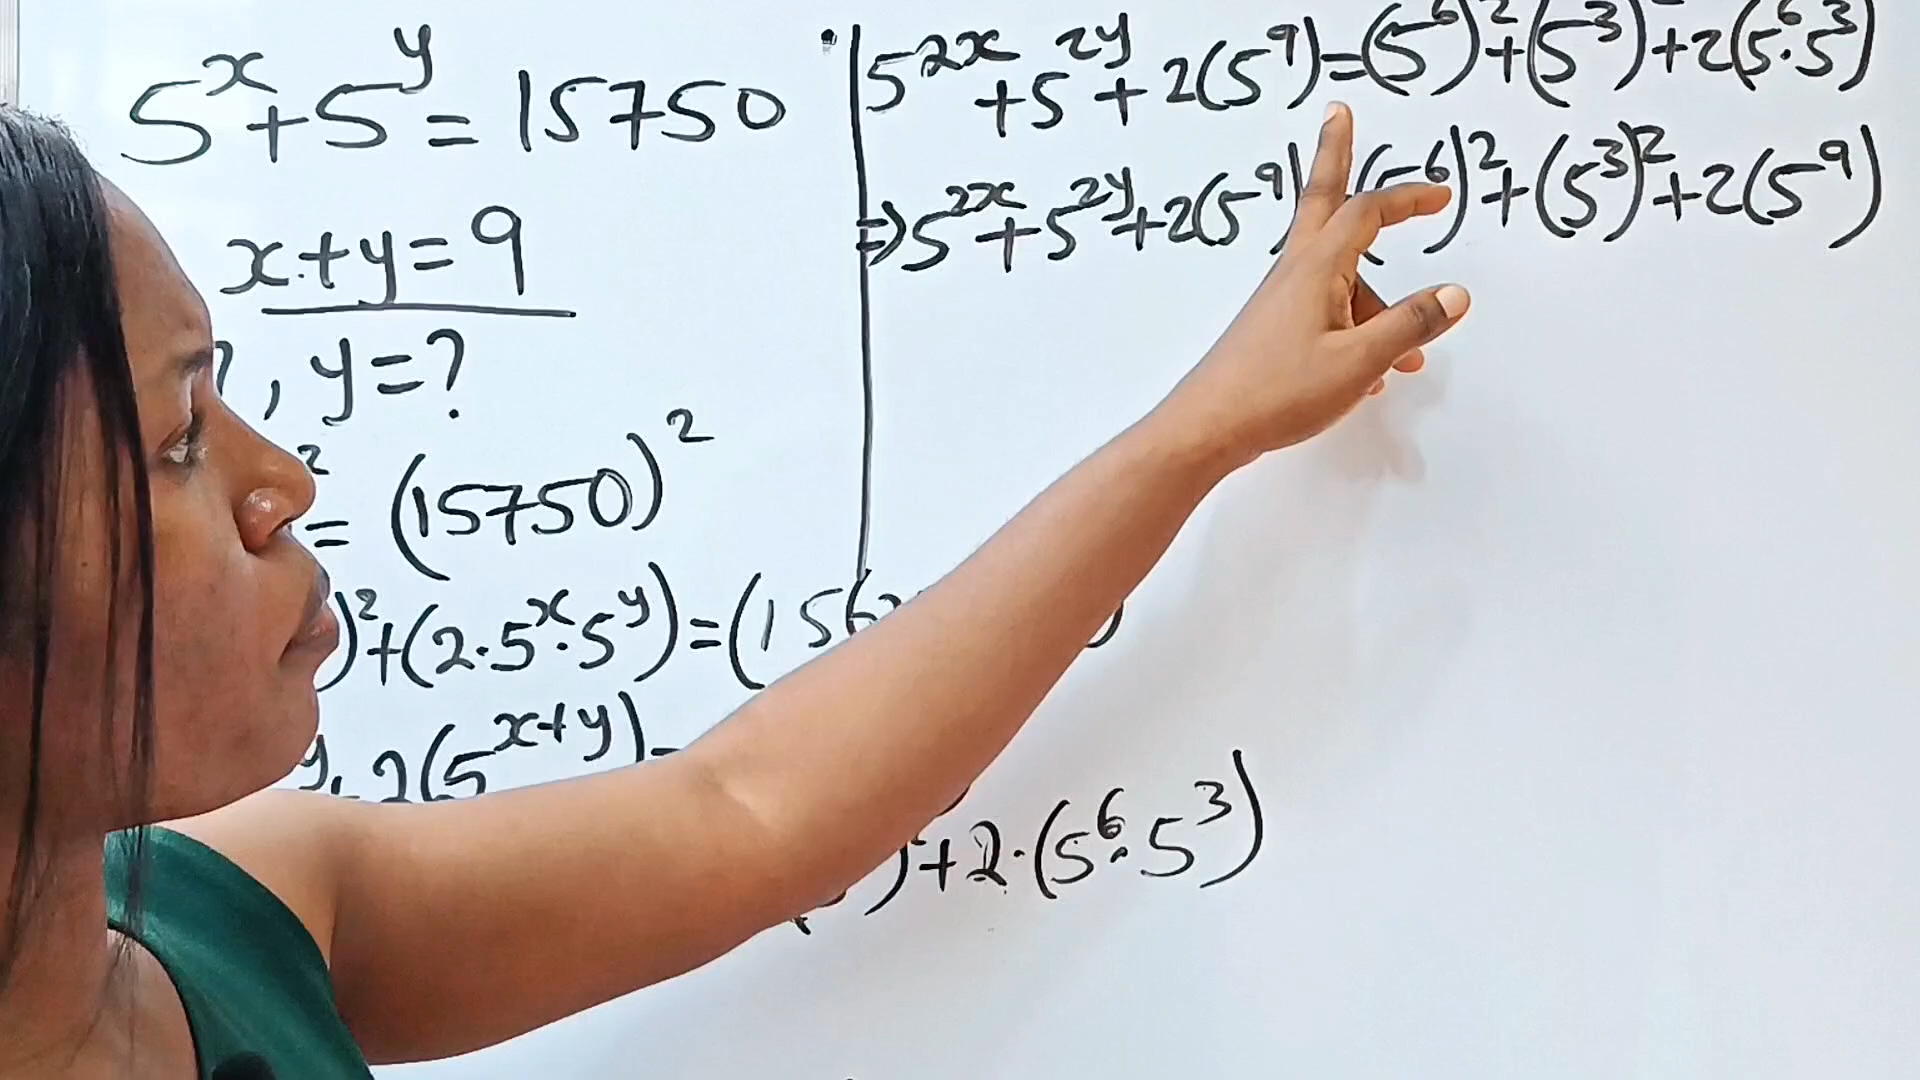 5^x + 5^y = 15750
x + y = 9
, y = ?
2 = (15750)^2
)^2 + (2·5^x·5^y) = (156
y + 2(5^{x+y}) =
) + 2·(5^6·5^3)
5^{2x} + 5^{2y} + 2(5^9) = (5^6)^2 + (5^3) + 2(5^6·5^3)
⇒ 5^{2x} + 5^{2y} + 2(5^9) (5^6)^2 + (5^3)^2 + 2(5^9)